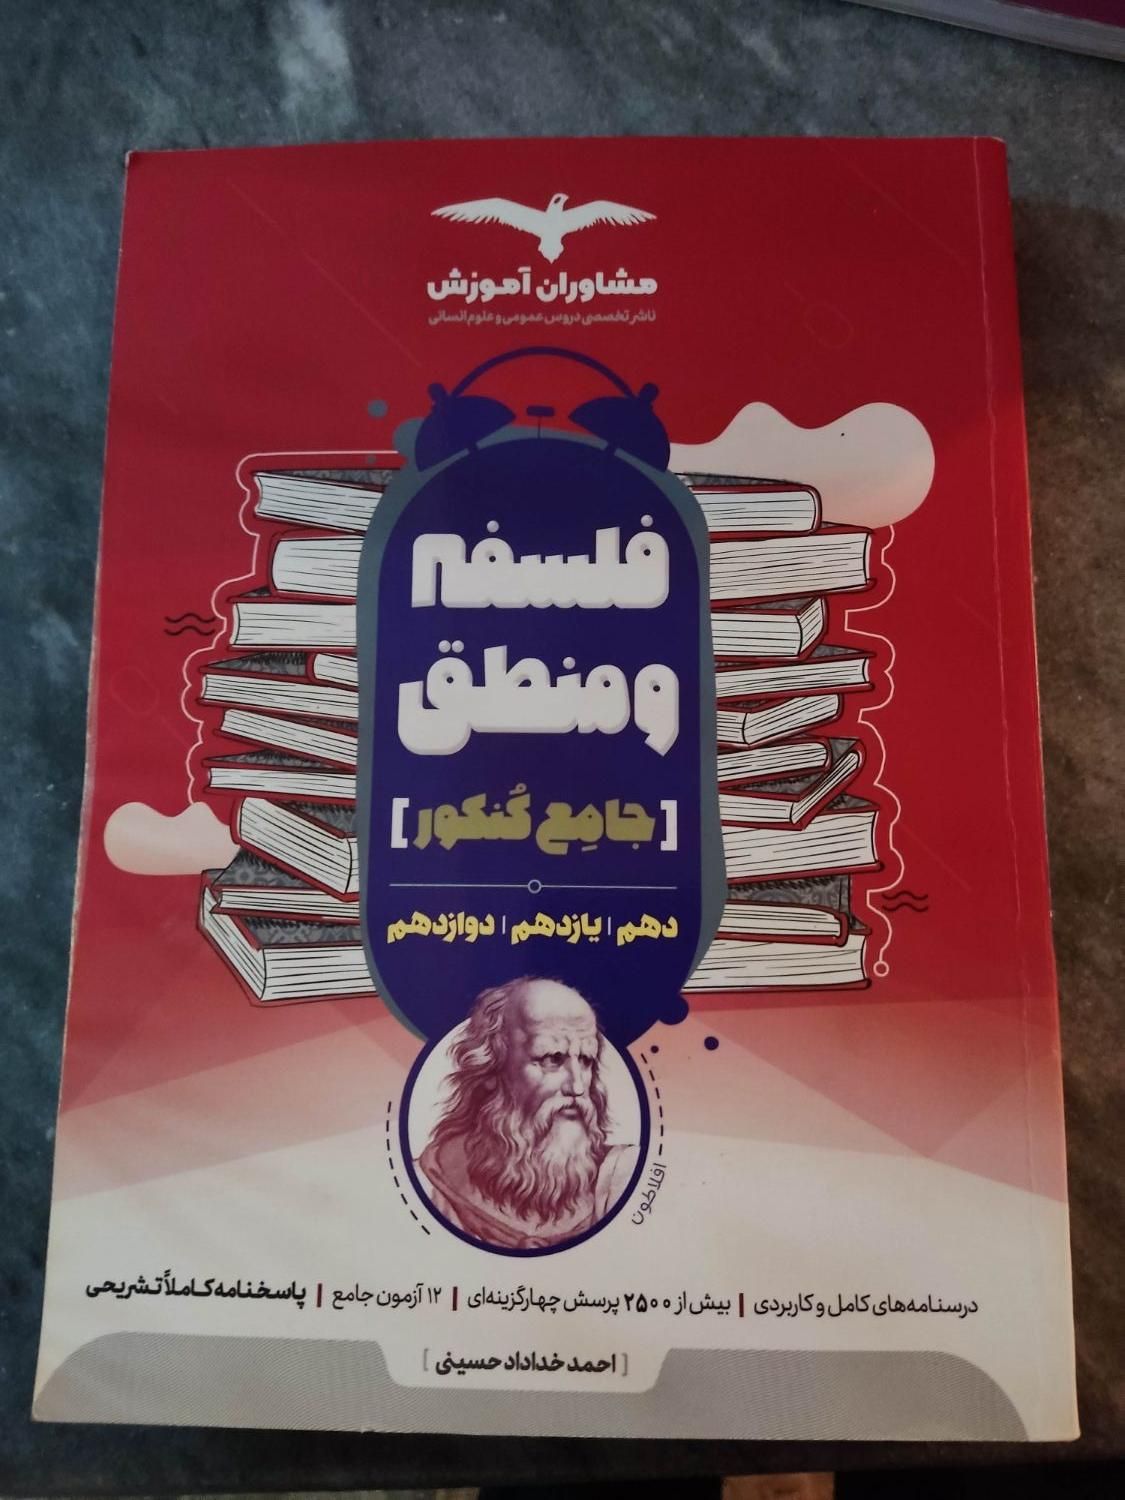 مشاوران آموزش
ناشر تخصصی دروس عمومی و علوم انسانی
فلسفه
و منطق
[جامِع کُنکور]
دهم | یازدهم | دوازدهم
افلاطون
درسنامه‌های کامل و کاربردی | بیش از ۲۵۰۰ پرسش چهارگزینه‌ای | ۱۲ آزمون جامع | پاسخنامه کاملاً تشریحی
[احمد خداداد حسینی]